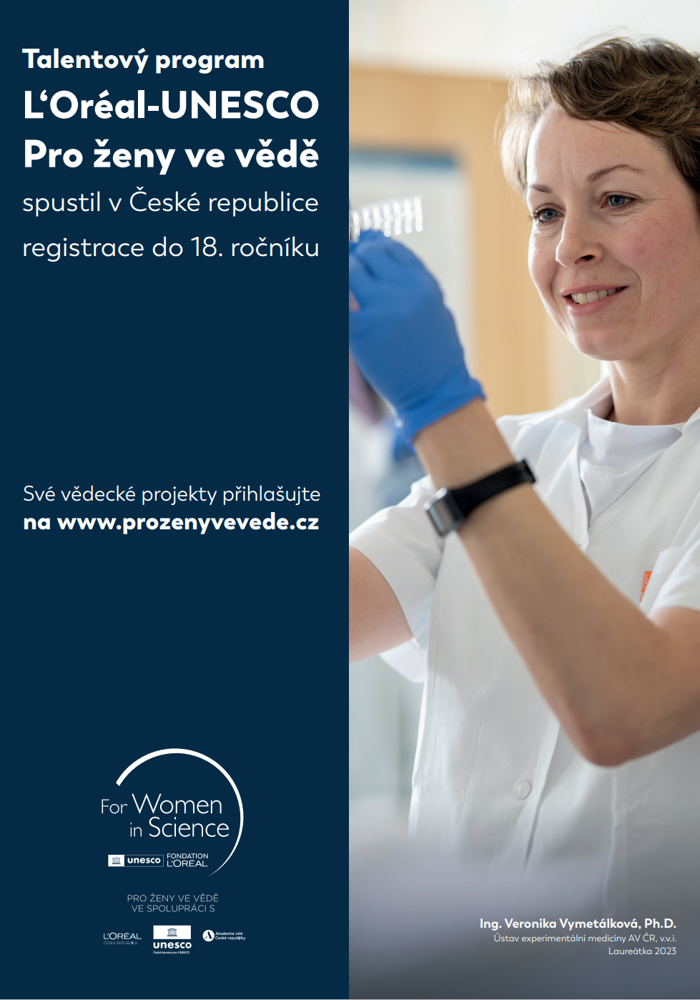 Talentový program
L‘Oréal-UNESCO
Pro ženy ve vědě
spustil v České republice
registrace do 18. ročníku
Své vědecké projekty přihlašujte
na www.prozenyvevede.cz
For Women
in Science
unesco
FONDATION
L'ORÉAL
PRO ŽENY VE VĚDĚ
VE SPOLUPRÁCI S
L'ORÉAL
ČESKÁ REPUBLIKA
unesco
Česká komise pro UNESCO
Akademie věd
České republiky
Ing. Veronika Vymetálková, Ph.D.
Ústav experimentální medicíny AV ČR, v.v.i.
Laureátka 2023